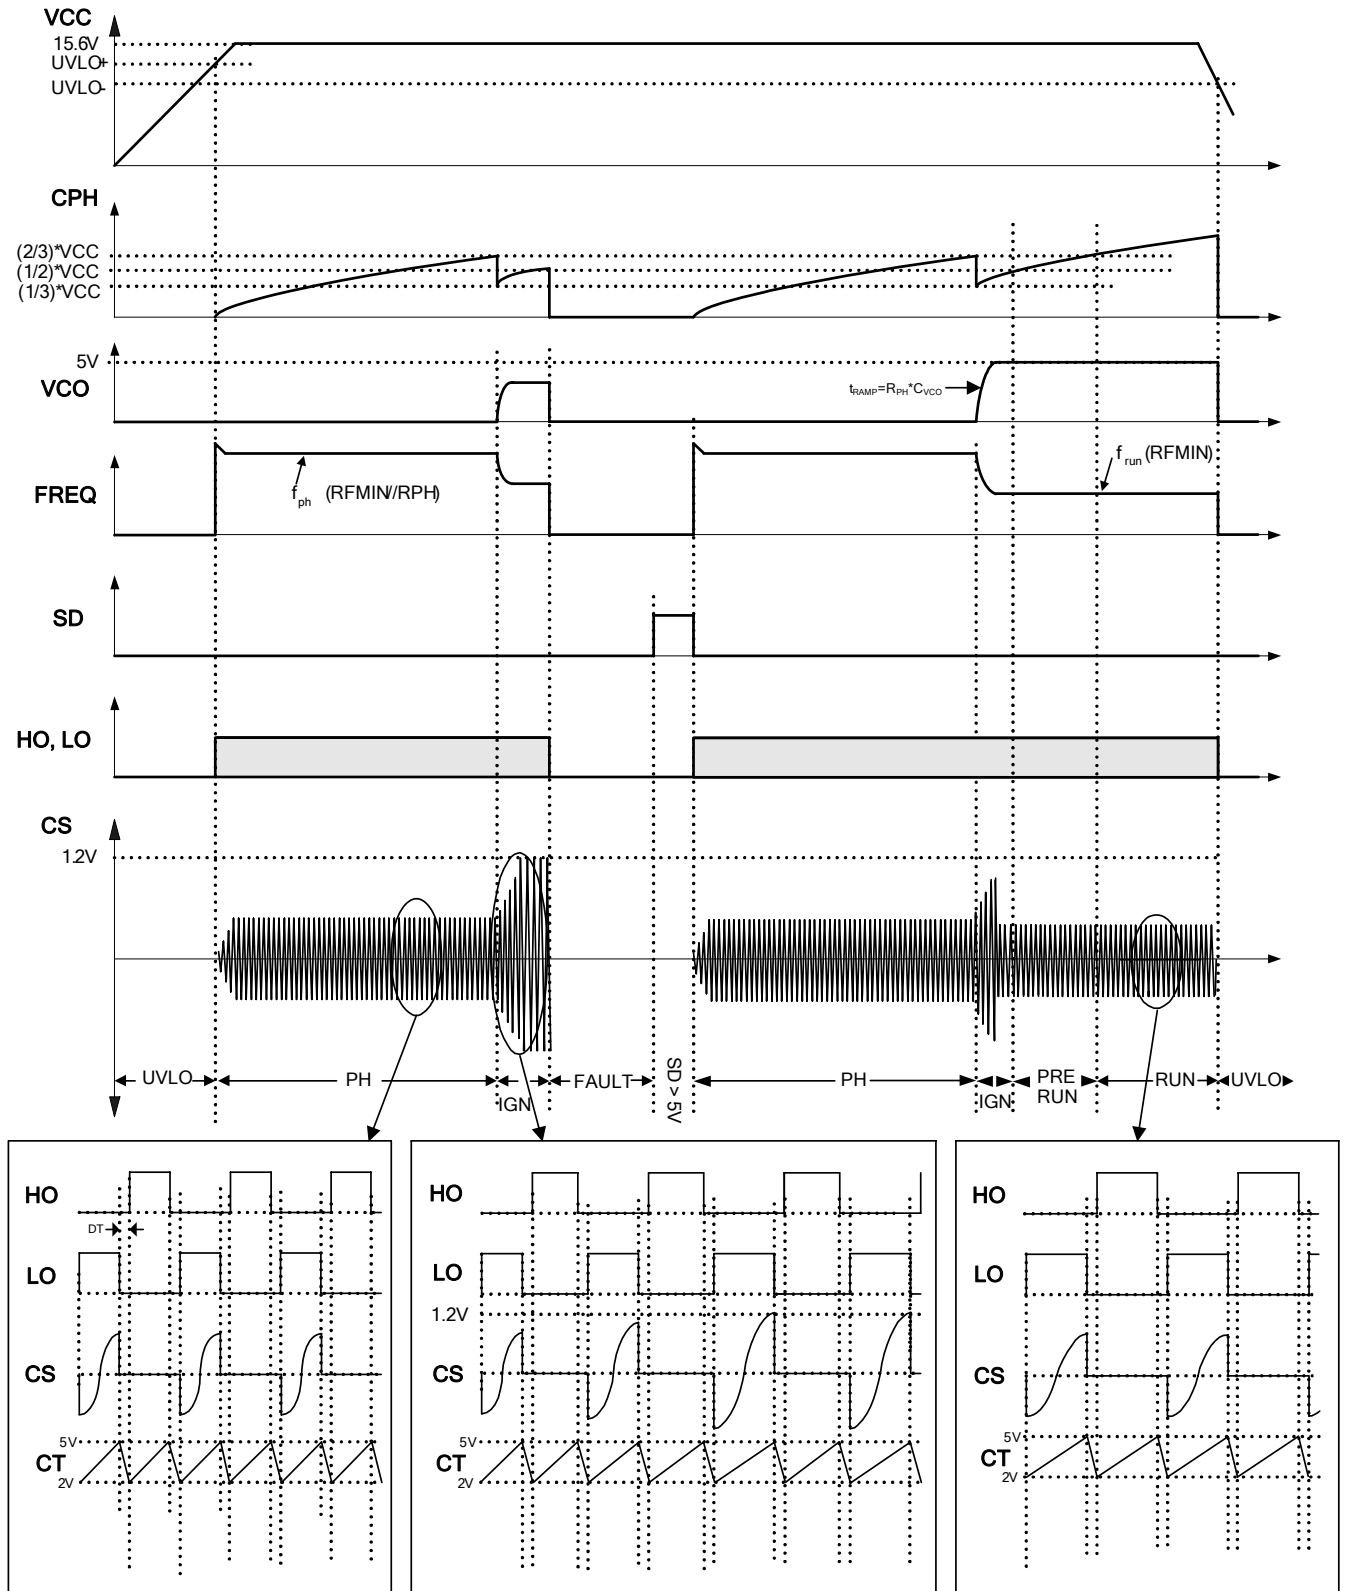 VCC
15.6V
UVLO+
UVLO-
CPH
(2/3)*VCC
(1/2)*VCC
(1/3)*VCC
5V
VCO
tRAMP=RPH*CVCO
FREQ
fph (RFMIN//RPH)
frun (RFMIN)
SD
HO, LO
CS
1.2V
UVLO
PH
IGN
FAULT
SD > 5V
PH
IGN
PRE
RUN
RUN
UVLO
HO
DT
LO
CS
5V
CT
2V
HO
LO
1.2V
CS
5V
CT
2V
HO
LO
CS
5V
CT
2V